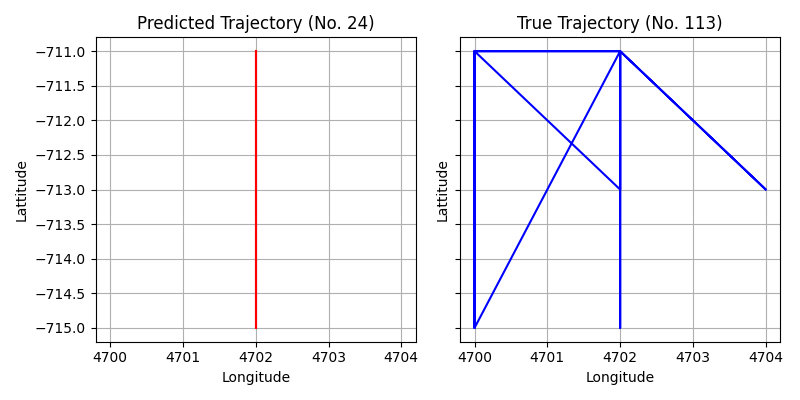 Predicted Trajectory (No. 24)
−711.0
−711.5
−712.0
−712.5
−713.0
−713.5
−714.0
−714.5
−715.0
Lattitude
4700 4701 4702 4703 4704
Longitude
True Trajectory (No. 113)
Lattitude
4700 4701 4702 4703 4704
Longitude